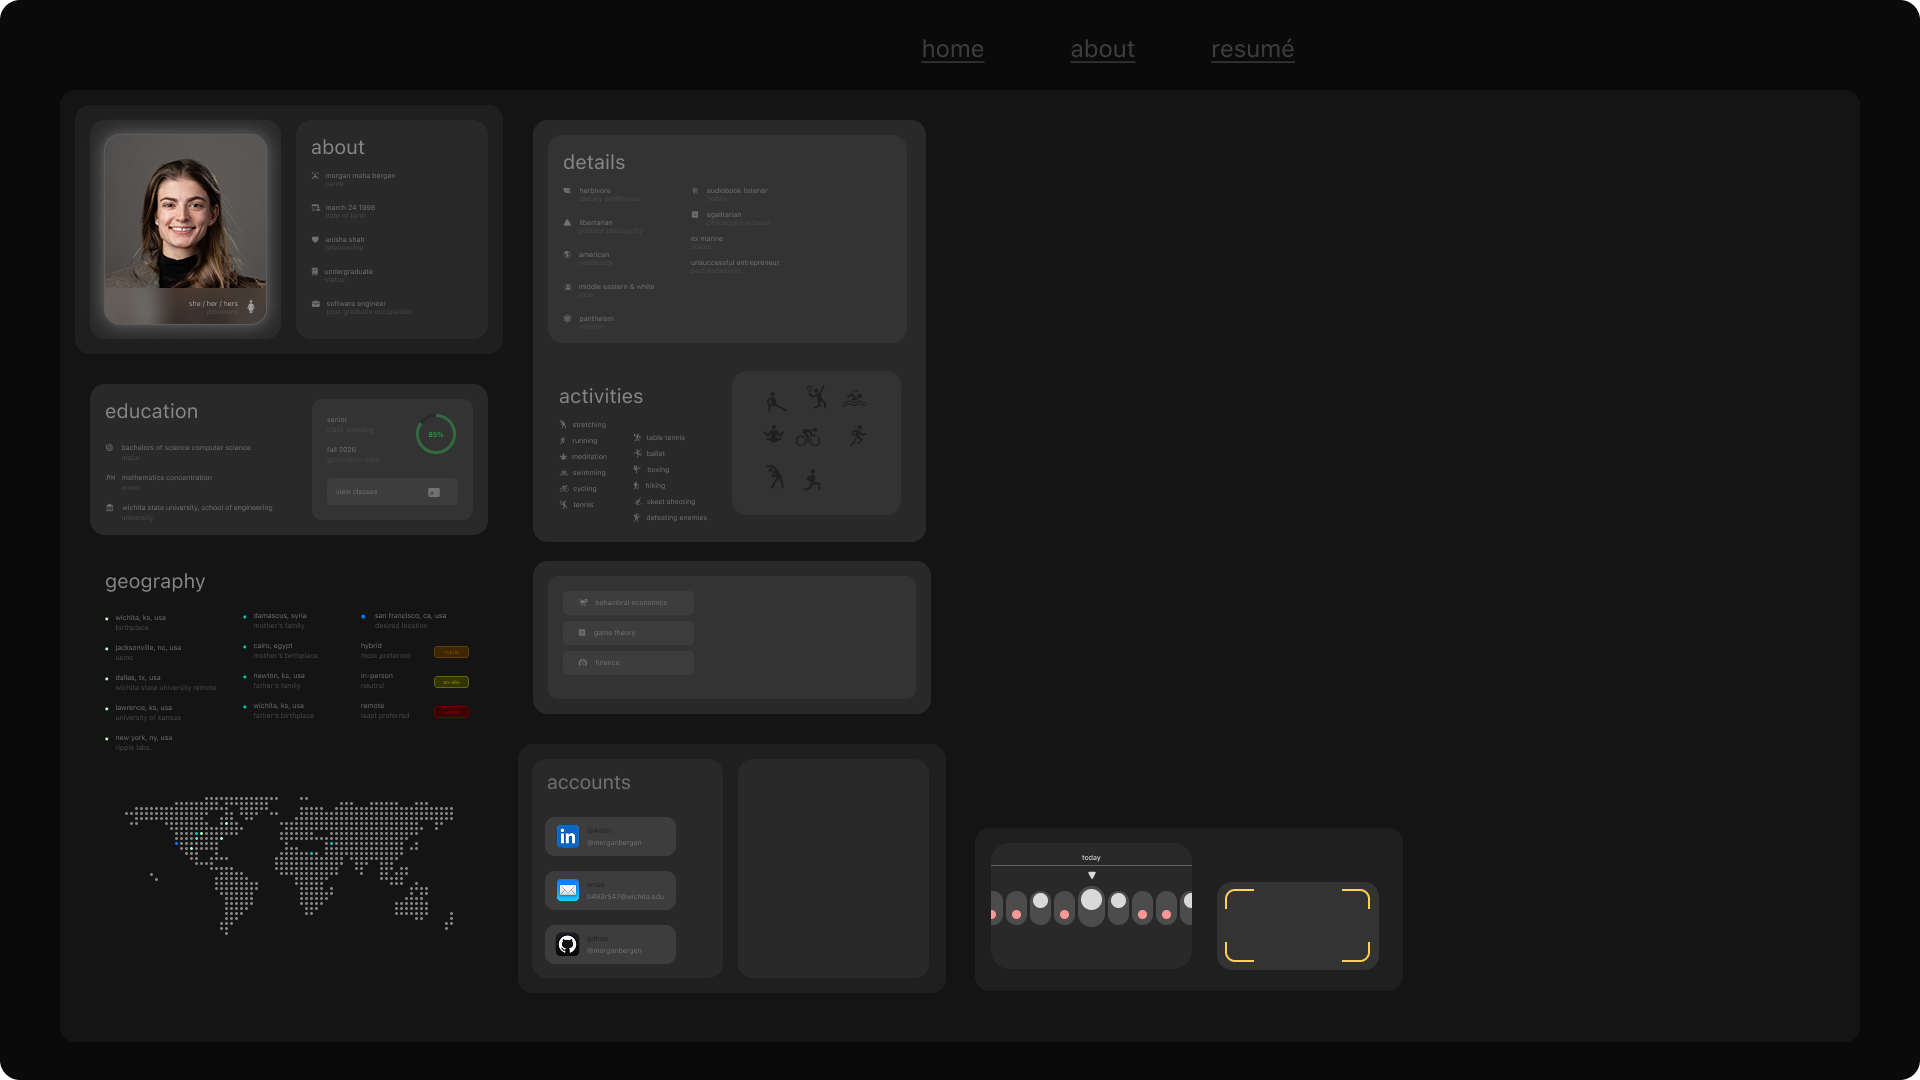 home
about
resumé
about
morgan maha bergen
name
march 24 1998
date of birth
anisha shah
relationship
undergraduate
status
software engineer
post graduate occupation
she / her / hers
pronouns
details
herbivore
dietary preference
libertarian
political philosophy
american
nationality
middle eastern & white
race
pantheism
religion
audiobook listener
egalitarian
philosophical belief
ex marine
status
unsuccessful entrepreneur
past endeavors
education
bachelors of science computer science
major
mathematics concentration
minor
wichita state university, school of engineering
university
senior
class standing
fall 2026
graduation date
85%
view classes
activities
stretching
running
meditation
swimming
cycling
tennis
table tennis
ballet
boxing
hiking
skeet shooting
defeating enemies
geography
wichita, ks, usa
birthplace
jacksonville, nc, usa
usmc
dallas, tx, usa
wichita state university remote
lawrence, ks, usa
university of kansas
new york, ny, usa
ripple labs.
damascus, syria
mother's family
cairo, egypt
mother's birthplace
newton, ks, usa
father's family
wichita, ks, usa
father's birthplace
san francisco, ca, usa
desired location
hybrid
most preferred
hybrid
in-person
neutral
on-site
remote
least preferred
behavioral economics
game theory
finance
accounts
linkedin
@morganbergen
email
b493r547@wichita.edu
github
@morganbergen
today